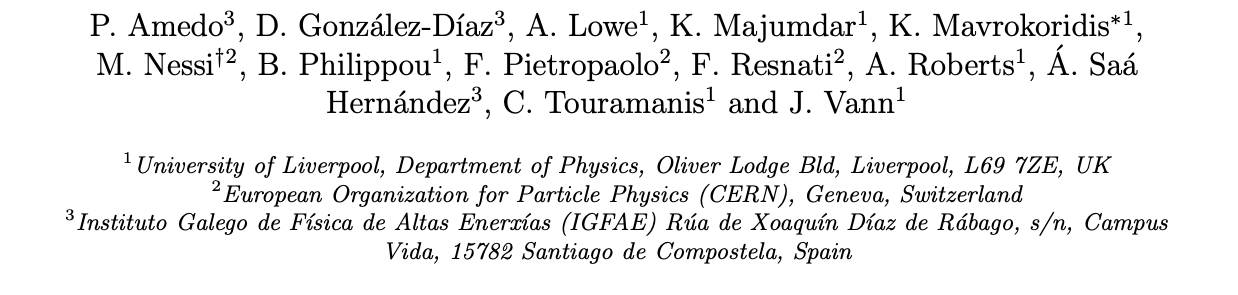 P. Amedo³, D. González-Díaz³, A. Lowe¹, K. Majumdar¹, K. Mavrokoridis*¹,
M. Nessi†², B. Philippou¹, F. Pietropaolo², F. Resnati², A. Roberts¹, Á. Saá
Hernández³, C. Touramanis¹ and J. Vann¹
¹University of Liverpool, Department of Physics, Oliver Lodge Bld, Liverpool, L69 7ZE, UK
²European Organization for Particle Physics (CERN), Geneva, Switzerland
³Instituto Galego de Física de Altas Enerxías (IGFAE) Rúa de Xoaquín Díaz de Rábago, s/n, Campus
Vida, 15782 Santiago de Compostela, Spain